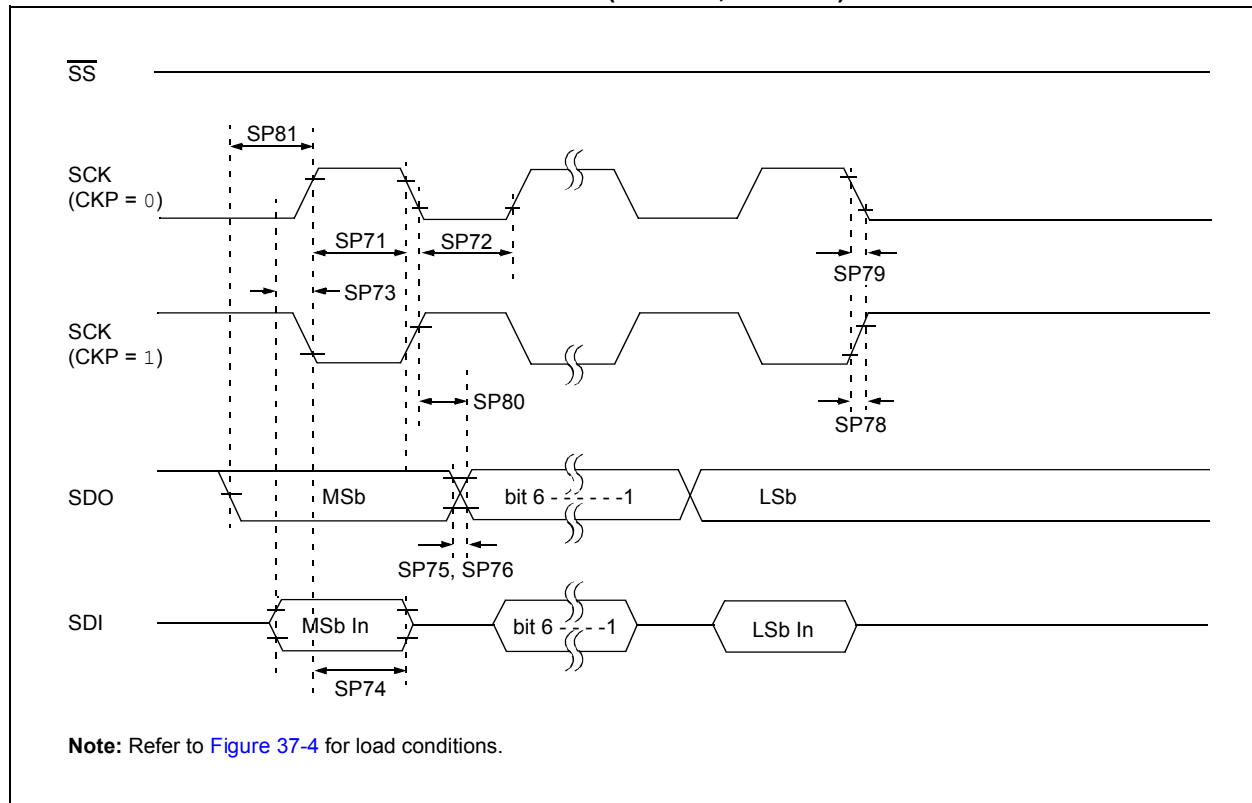 SS
SP81
SCK
(CKP = 0)
SP71
SP72
SP79
SP73
SCK
(CKP = 1)
SP80
SP78
SDO
MSb
bit 6 - - - - - -1
LSb
SP75, SP76
SDI
MSb In
bit 6 - - - -1
LSb In
SP74
Note: Refer to Figure 37-4 for load conditions.